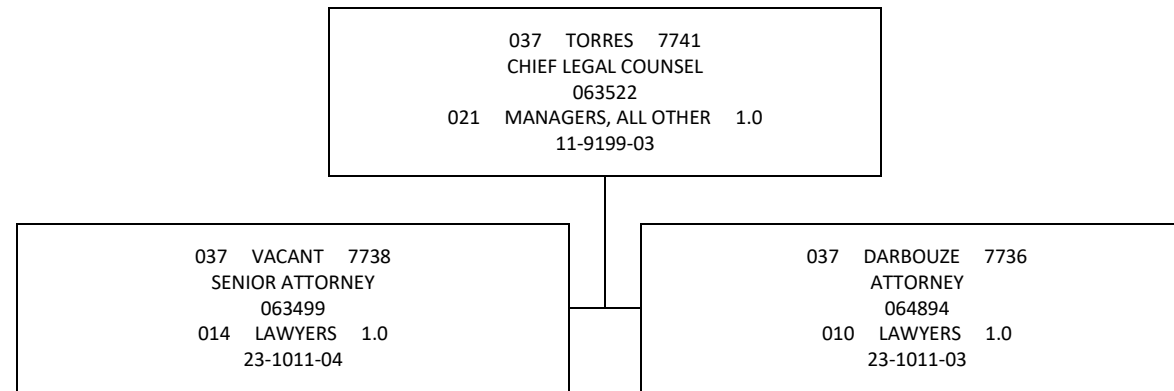 037 TORRES 7741
CHIEF LEGAL COUNSEL
063522
021 MANAGERS, ALL OTHER 1.0
11-9199-03
037 VACANT 7738
SENIOR ATTORNEY
063499
014 LAWYERS 1.0
23-1011-04
037 DARBOUZE 7736
ATTORNEY
064894
010 LAWYERS 1.0
23-1011-03